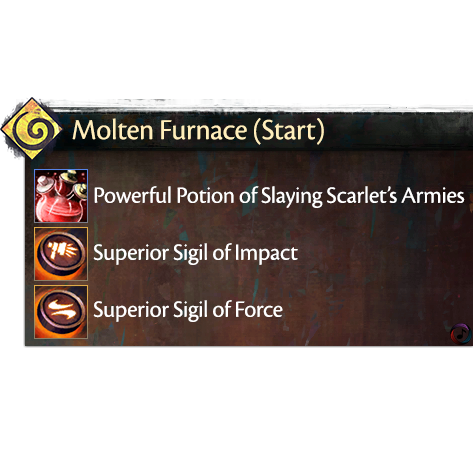 Molten Furnace (Start)
Powerful Potion of Slaying Scarlet's Armies
Superior Sigil of Impact
Superior Sigil of Force